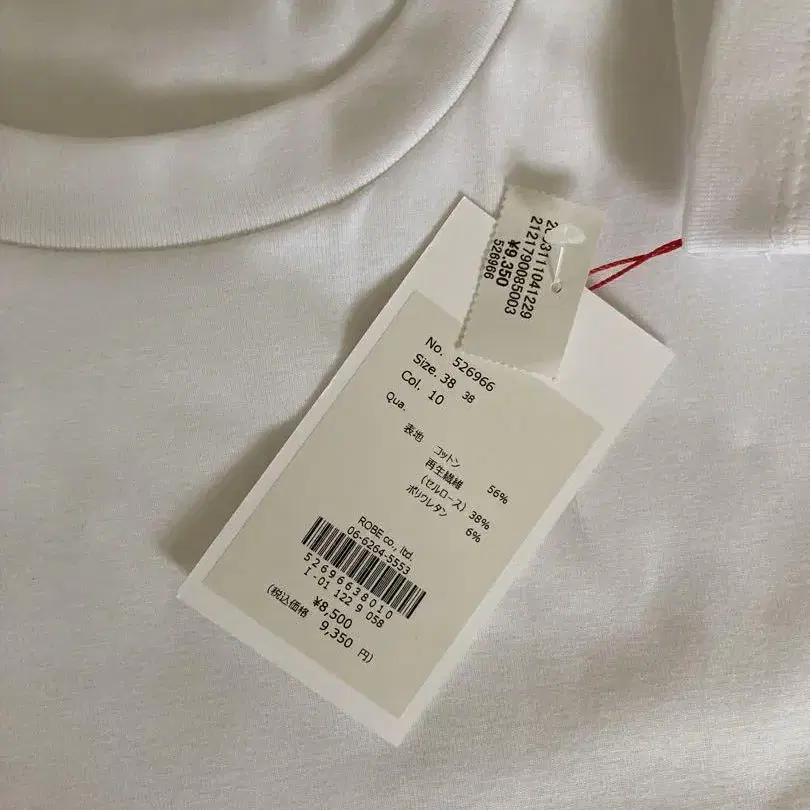 2121790085003
¥9,350
526966
No. 526966
Size. 38 38
Col. 10
Qua.
表地 コットン 56%
再生繊維
(セルロース) 38%
ポリウレタン 6%
ROBE co., ltd.
06-6264-5553
52696638010
I-01 122 9 058
¥8,500
(税込価格 9,350 円)